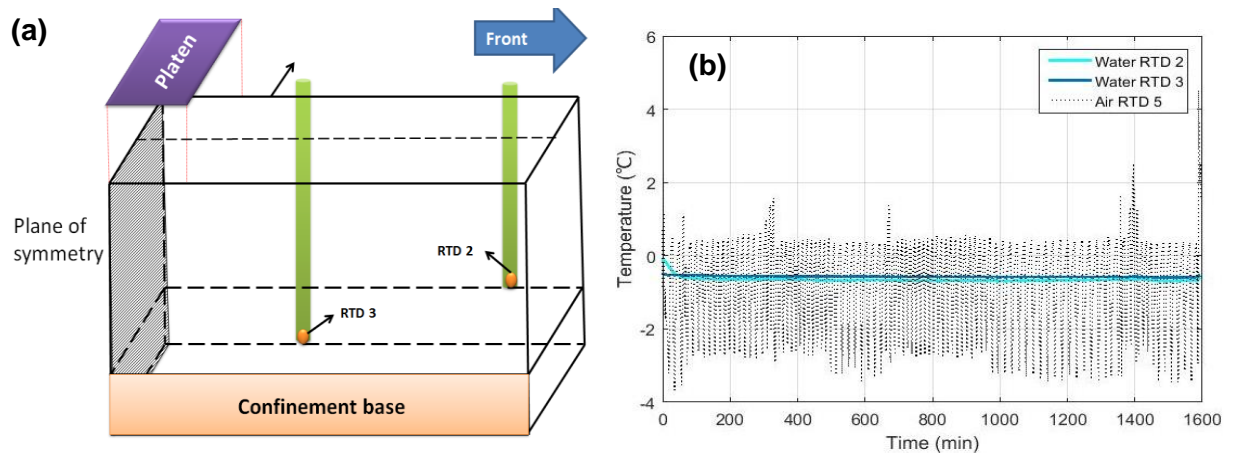 (a)
Platen
Front
Plane of
symmetry
RTD 2
RTD 3
Confinement base
(b)
Water RTD 2
Water RTD 3
Air RTD 5
Temperature (℃)
6
4
2
0
-2
-4
0 200 400 600 800 1000 1200 1400 1600
Time (min)